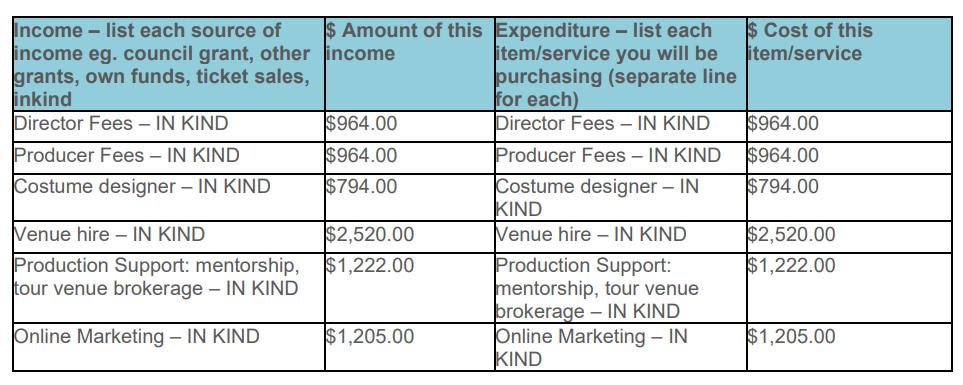 Income – list each source of
income eg. council grant, other
grants, own funds, ticket sales,
inkind
$ Amount of this
income
Expenditure – list each
item/service you will be
purchasing (separate line
for each)
$ Cost of this
item/service
Director Fees – IN KIND
$964.00
Director Fees – IN KIND
$964.00
Producer Fees – IN KIND
$964.00
Producer Fees – IN KIND
$964.00
Costume designer – IN KIND
$794.00
Costume designer – IN
KIND
$794.00
Venue hire – IN KIND
$2,520.00
Venue hire – IN KIND
$2,520.00
Production Support: mentorship,
tour venue brokerage – IN KIND
$1,222.00
Production Support:
mentorship, tour venue
brokerage – IN KIND
$1,222.00
Online Marketing – IN KIND
$1,205.00
Online Marketing – IN
KIND
$1,205.00